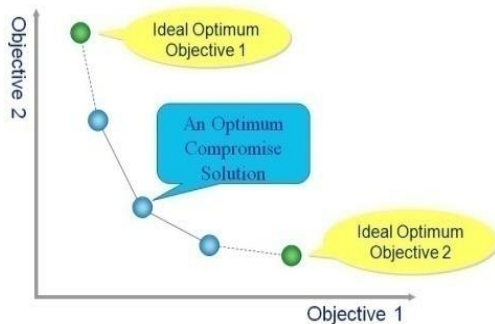 Objective 2
Ideal Optimum
Objective 1
An Optimum
Compromise
Solution
Ideal Optimum
Objective 2
Objective 1